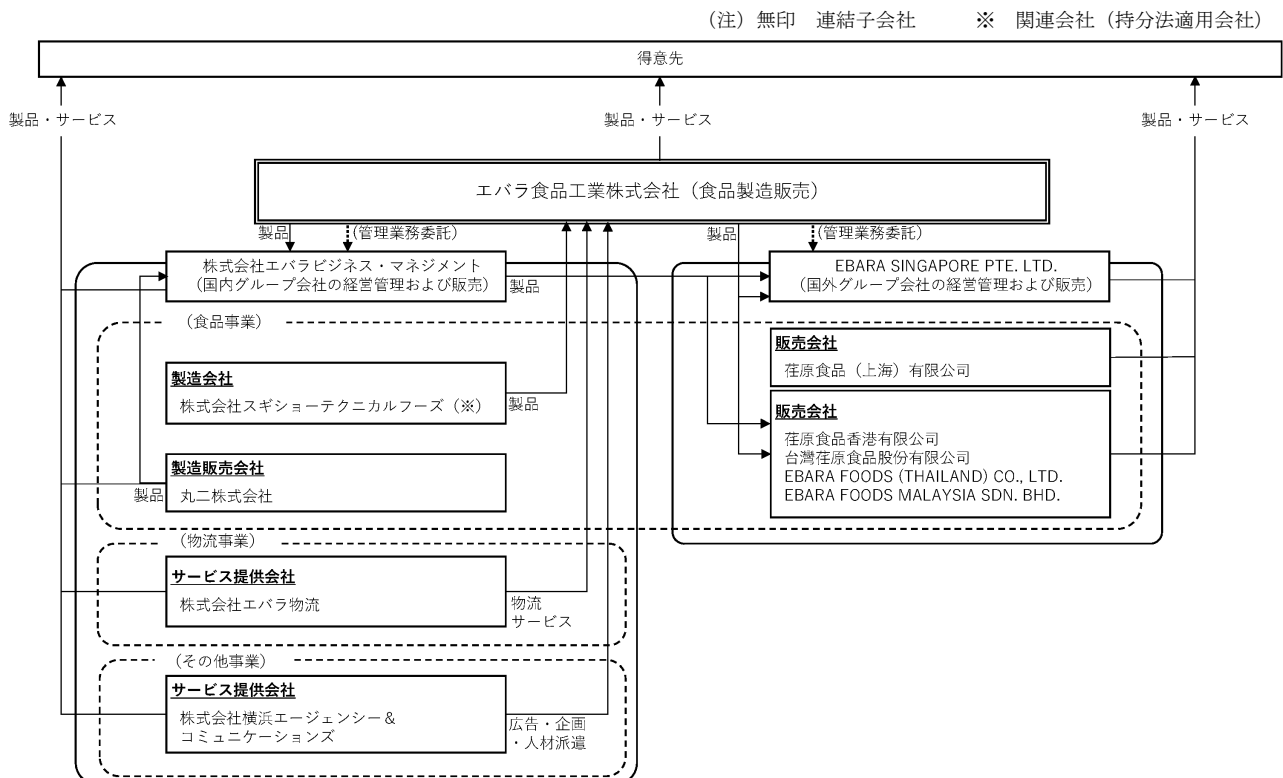 （注）無印　連結子会社　　※　関連会社（持分法適用会社）
得意先
製品・サービス
製品・サービス
製品・サービス
エバラ食品工業株式会社（食品製造販売）
製品
（管理業務委託）
製品
（管理業務委託）
株式会社エバラビジネス・マネジメント
（国内グループ会社の経営管理および販売）
製品
EBARA SINGAPORE PTE. LTD.
（国外グループ会社の経営管理および販売）
（食品事業）
製造会社
株式会社スギショーテクニカルフーズ（※）
製品
製造販売会社
丸二株式会社
製品
販売会社
荏原食品（上海）有限公司
販売会社
荏原食品香港有限公司
台灣荏原食品股份有限公司
EBARA FOODS (THAILAND) CO., LTD.
EBARA FOODS MALAYSIA SDN. BHD.
（物流事業）
サービス提供会社
株式会社エバラ物流
物流
サービス
（その他事業）
サービス提供会社
株式会社横浜エージェンシー＆
コミュニケーションズ
広告・企画
・人材派遣